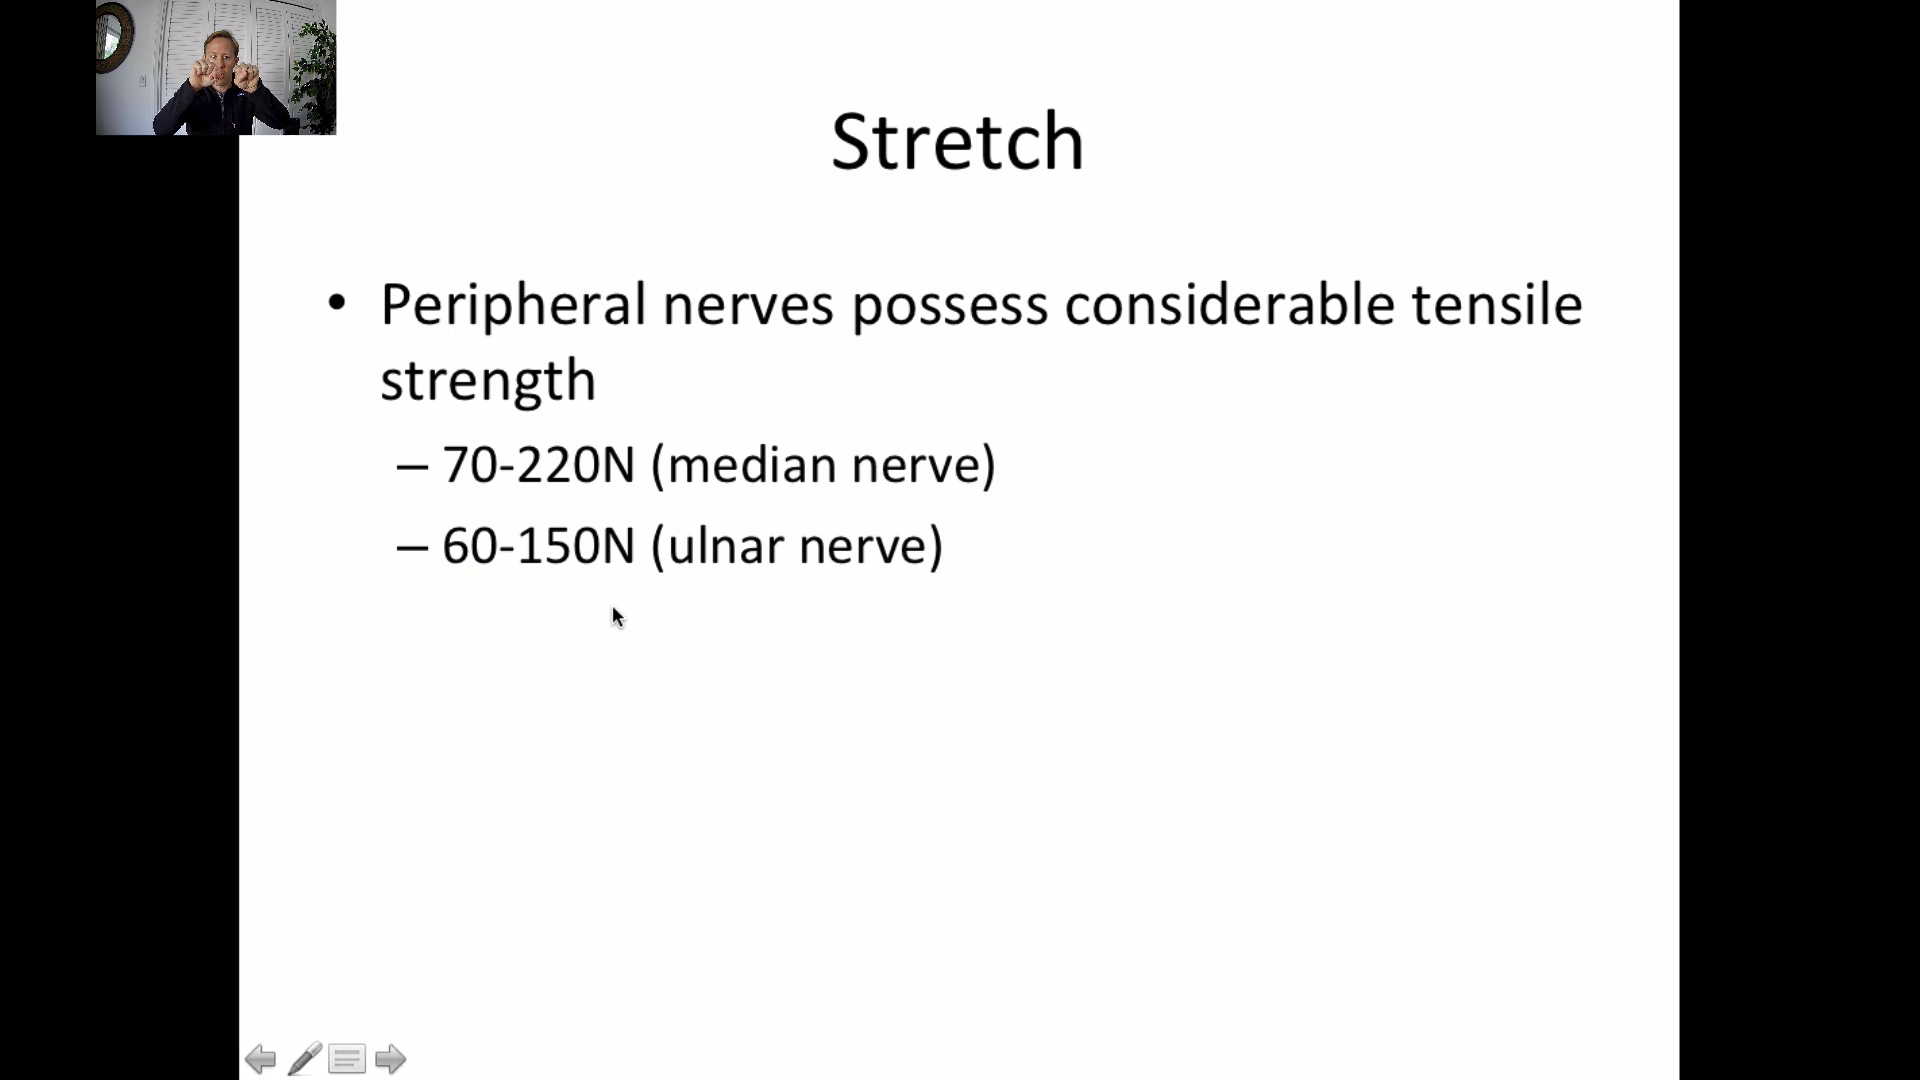 Stretch
• Peripheral nerves possess considerable tensile
strength
– 70-220N (median nerve)
– 60-150N (ulnar nerve)